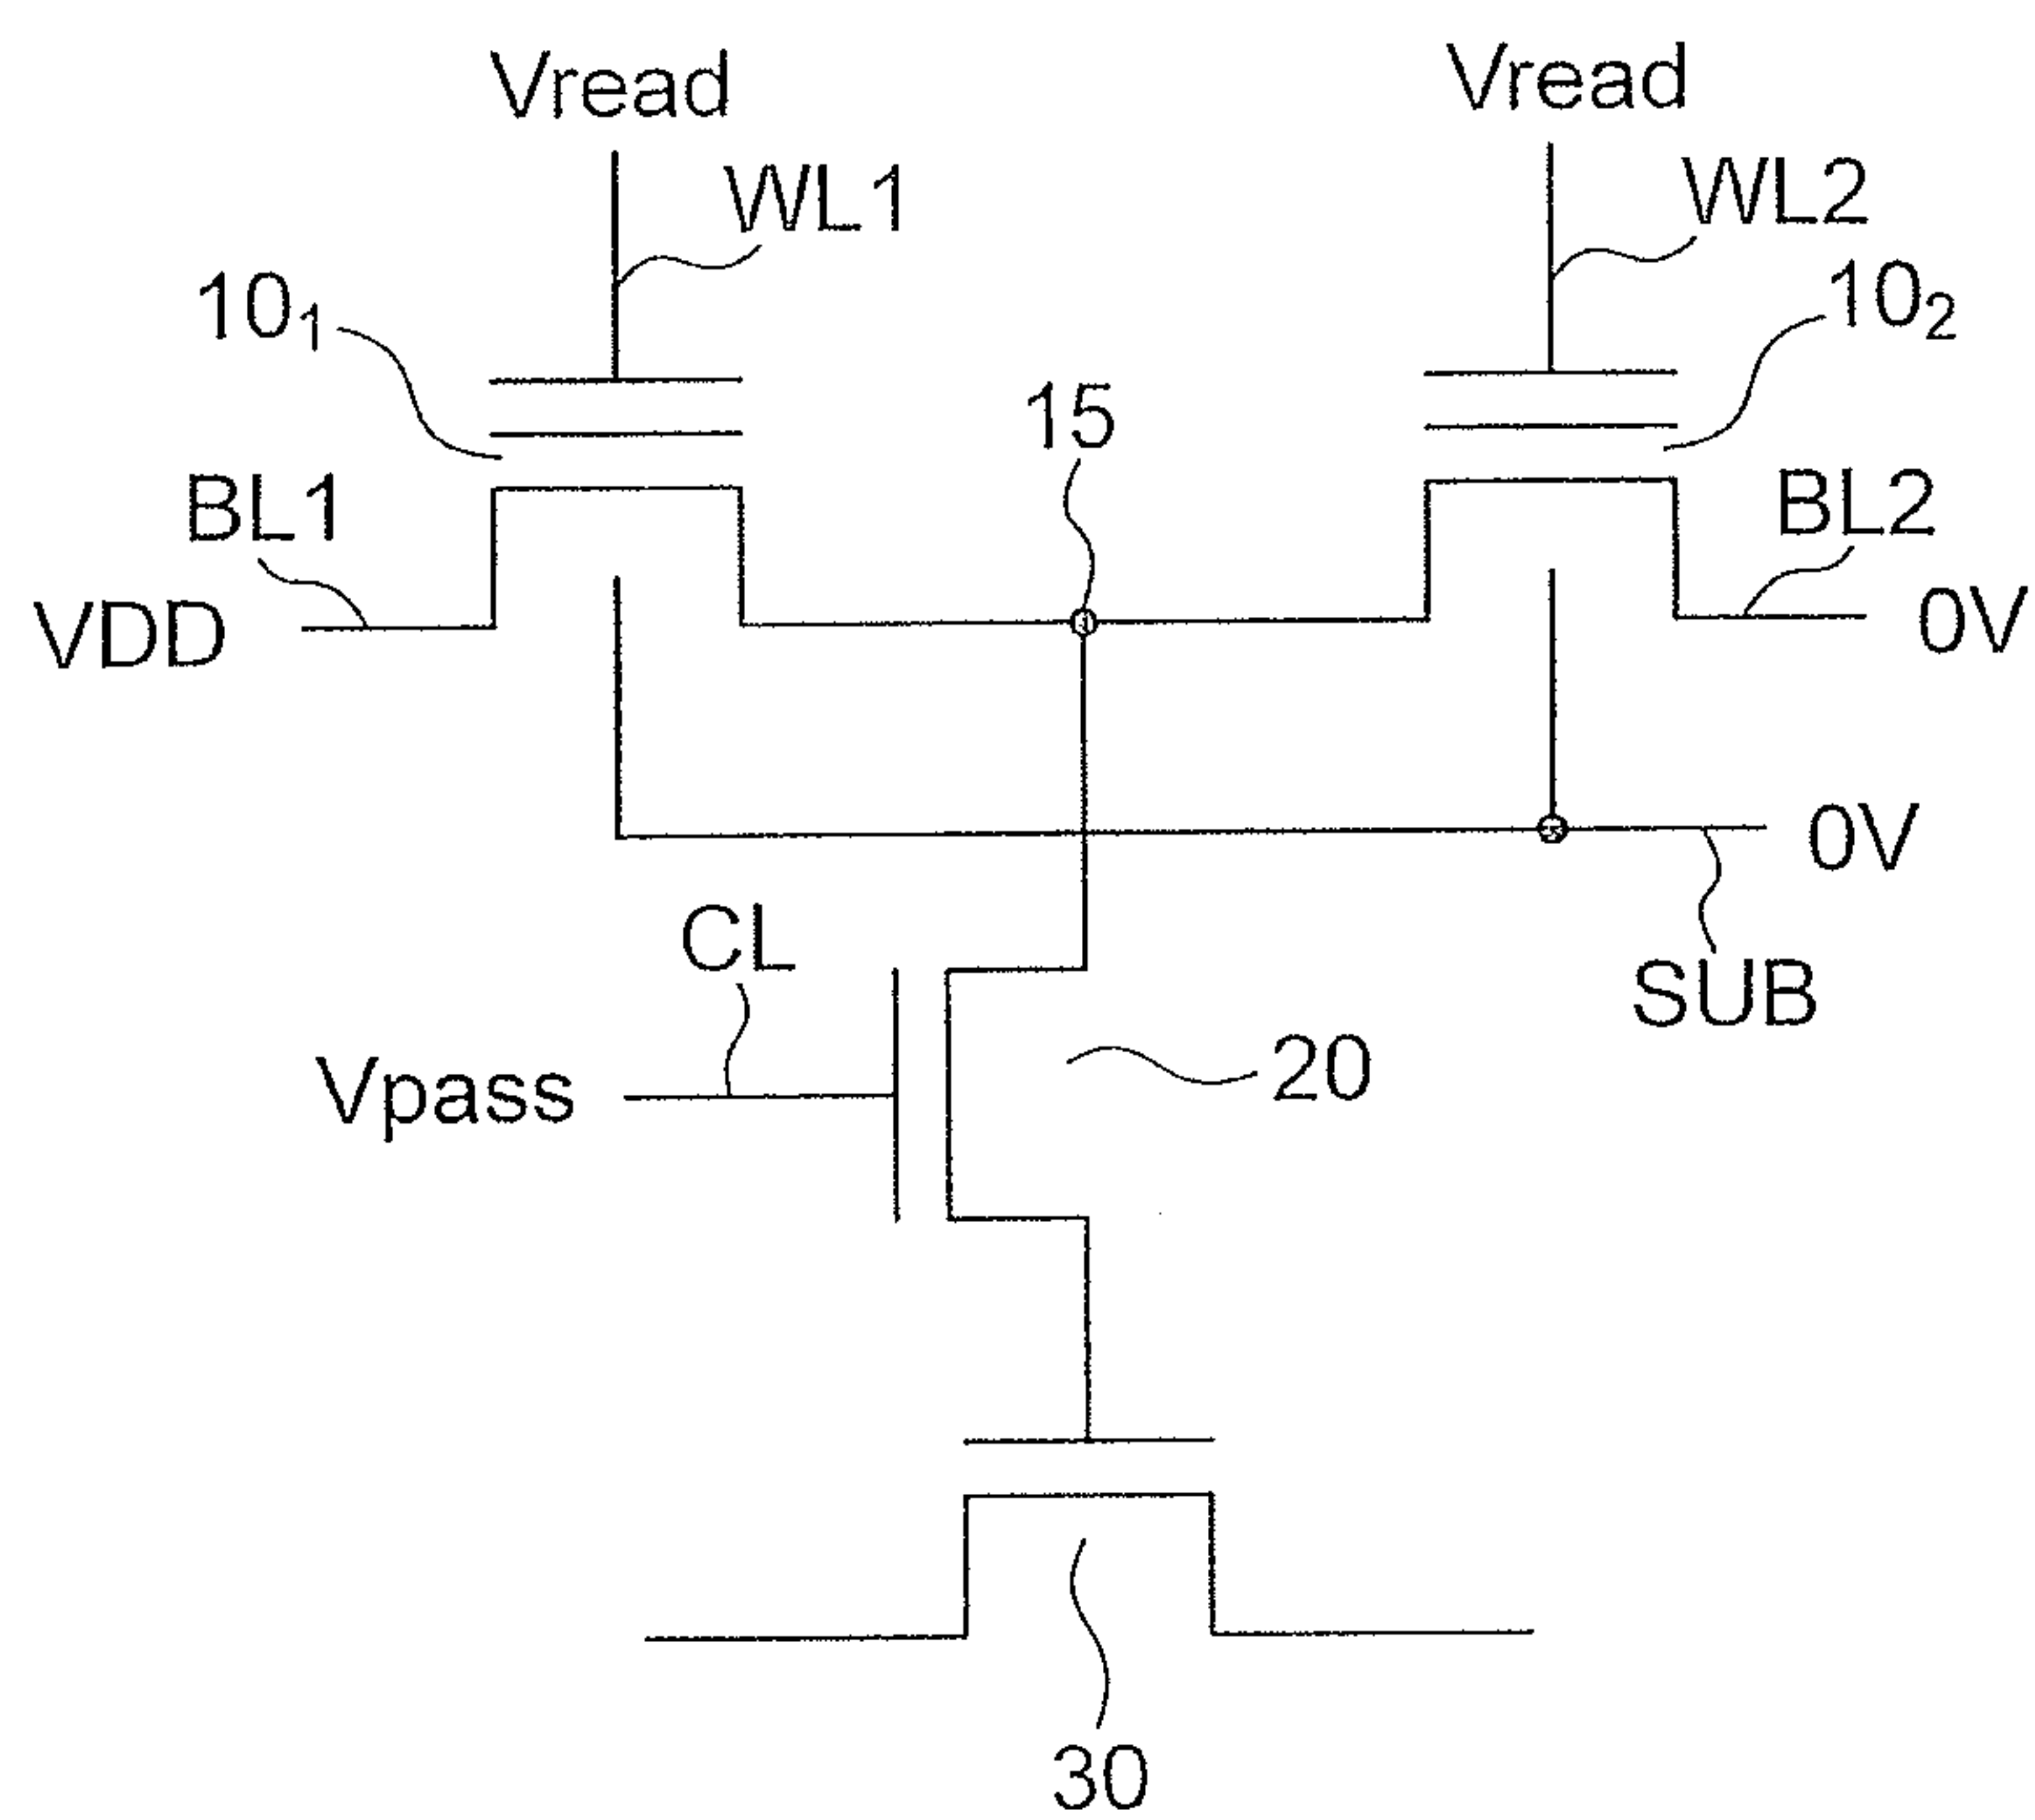 Vread
Vread
WL1
WL2
10₁
10₂
15
BL1
BL2
VDD
0V
0V
CL
SUB
Vpass
20
30